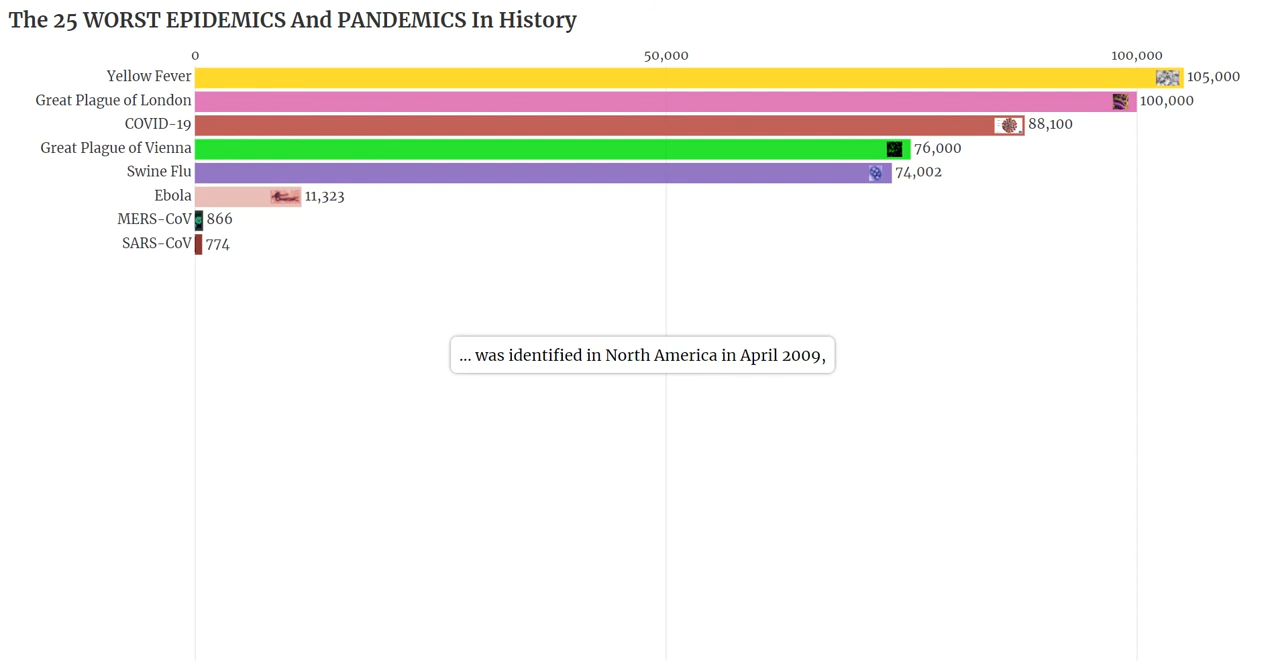 The 25 WORST EPIDEMICS And PANDEMICS In History
0 50,000 100,000
Yellow Fever 105,000
Great Plague of London 100,000
COVID-19 88,100
Great Plague of Vienna 76,000
Swine Flu 74,002
Ebola 11,323
MERS-CoV 866
SARS-CoV 774
... was identified in North America in April 2009,